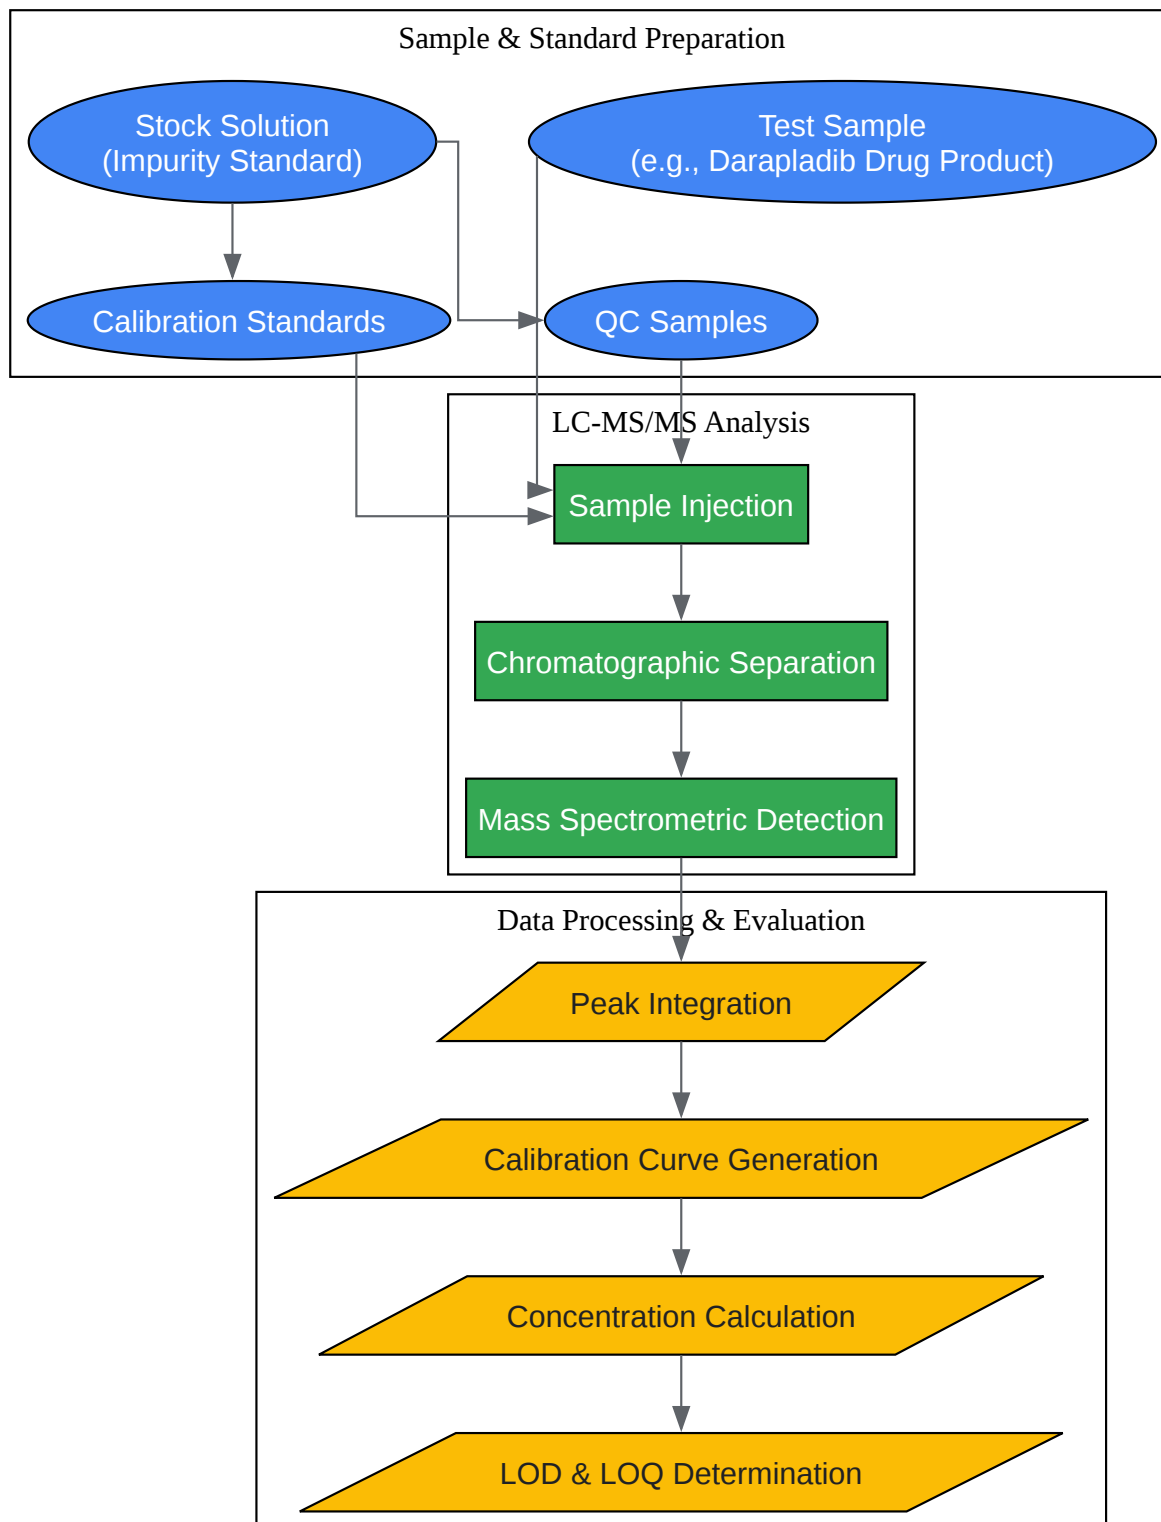 Sample & Standard Preparation
Stock Solution
(Impurity Standard)
Test Sample
(e.g., Darapladib Drug Product)
Calibration Standards
QC Samples
LC-MS/MS Analysis
Sample Injection
Chromatographic Separation
Mass Spectrometric Detection
Data Processing & Evaluation
Peak Integration
Calibration Curve Generation
Concentration Calculation
LOD & LOQ Determination